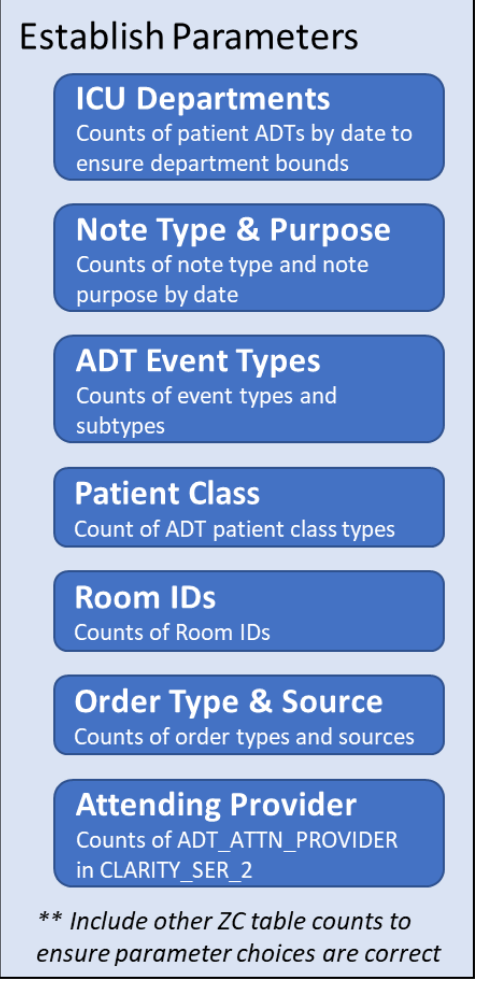 Establish Parameters
ICU Departments
Counts of patient ADTs by date to
ensure department bounds
Note Type & Purpose
Counts of note type and note
purpose by date
ADT Event Types
Counts of event types and
subtypes
Patient Class
Count of ADT patient class types
Room IDs
Counts of Room IDs
Order Type & Source
Counts of order types and sources
Attending Provider
Counts of ADT_ATTN_PROVIDER
in CLARITY_SER_2
** Include other ZC table counts to
ensure parameter choices are correct